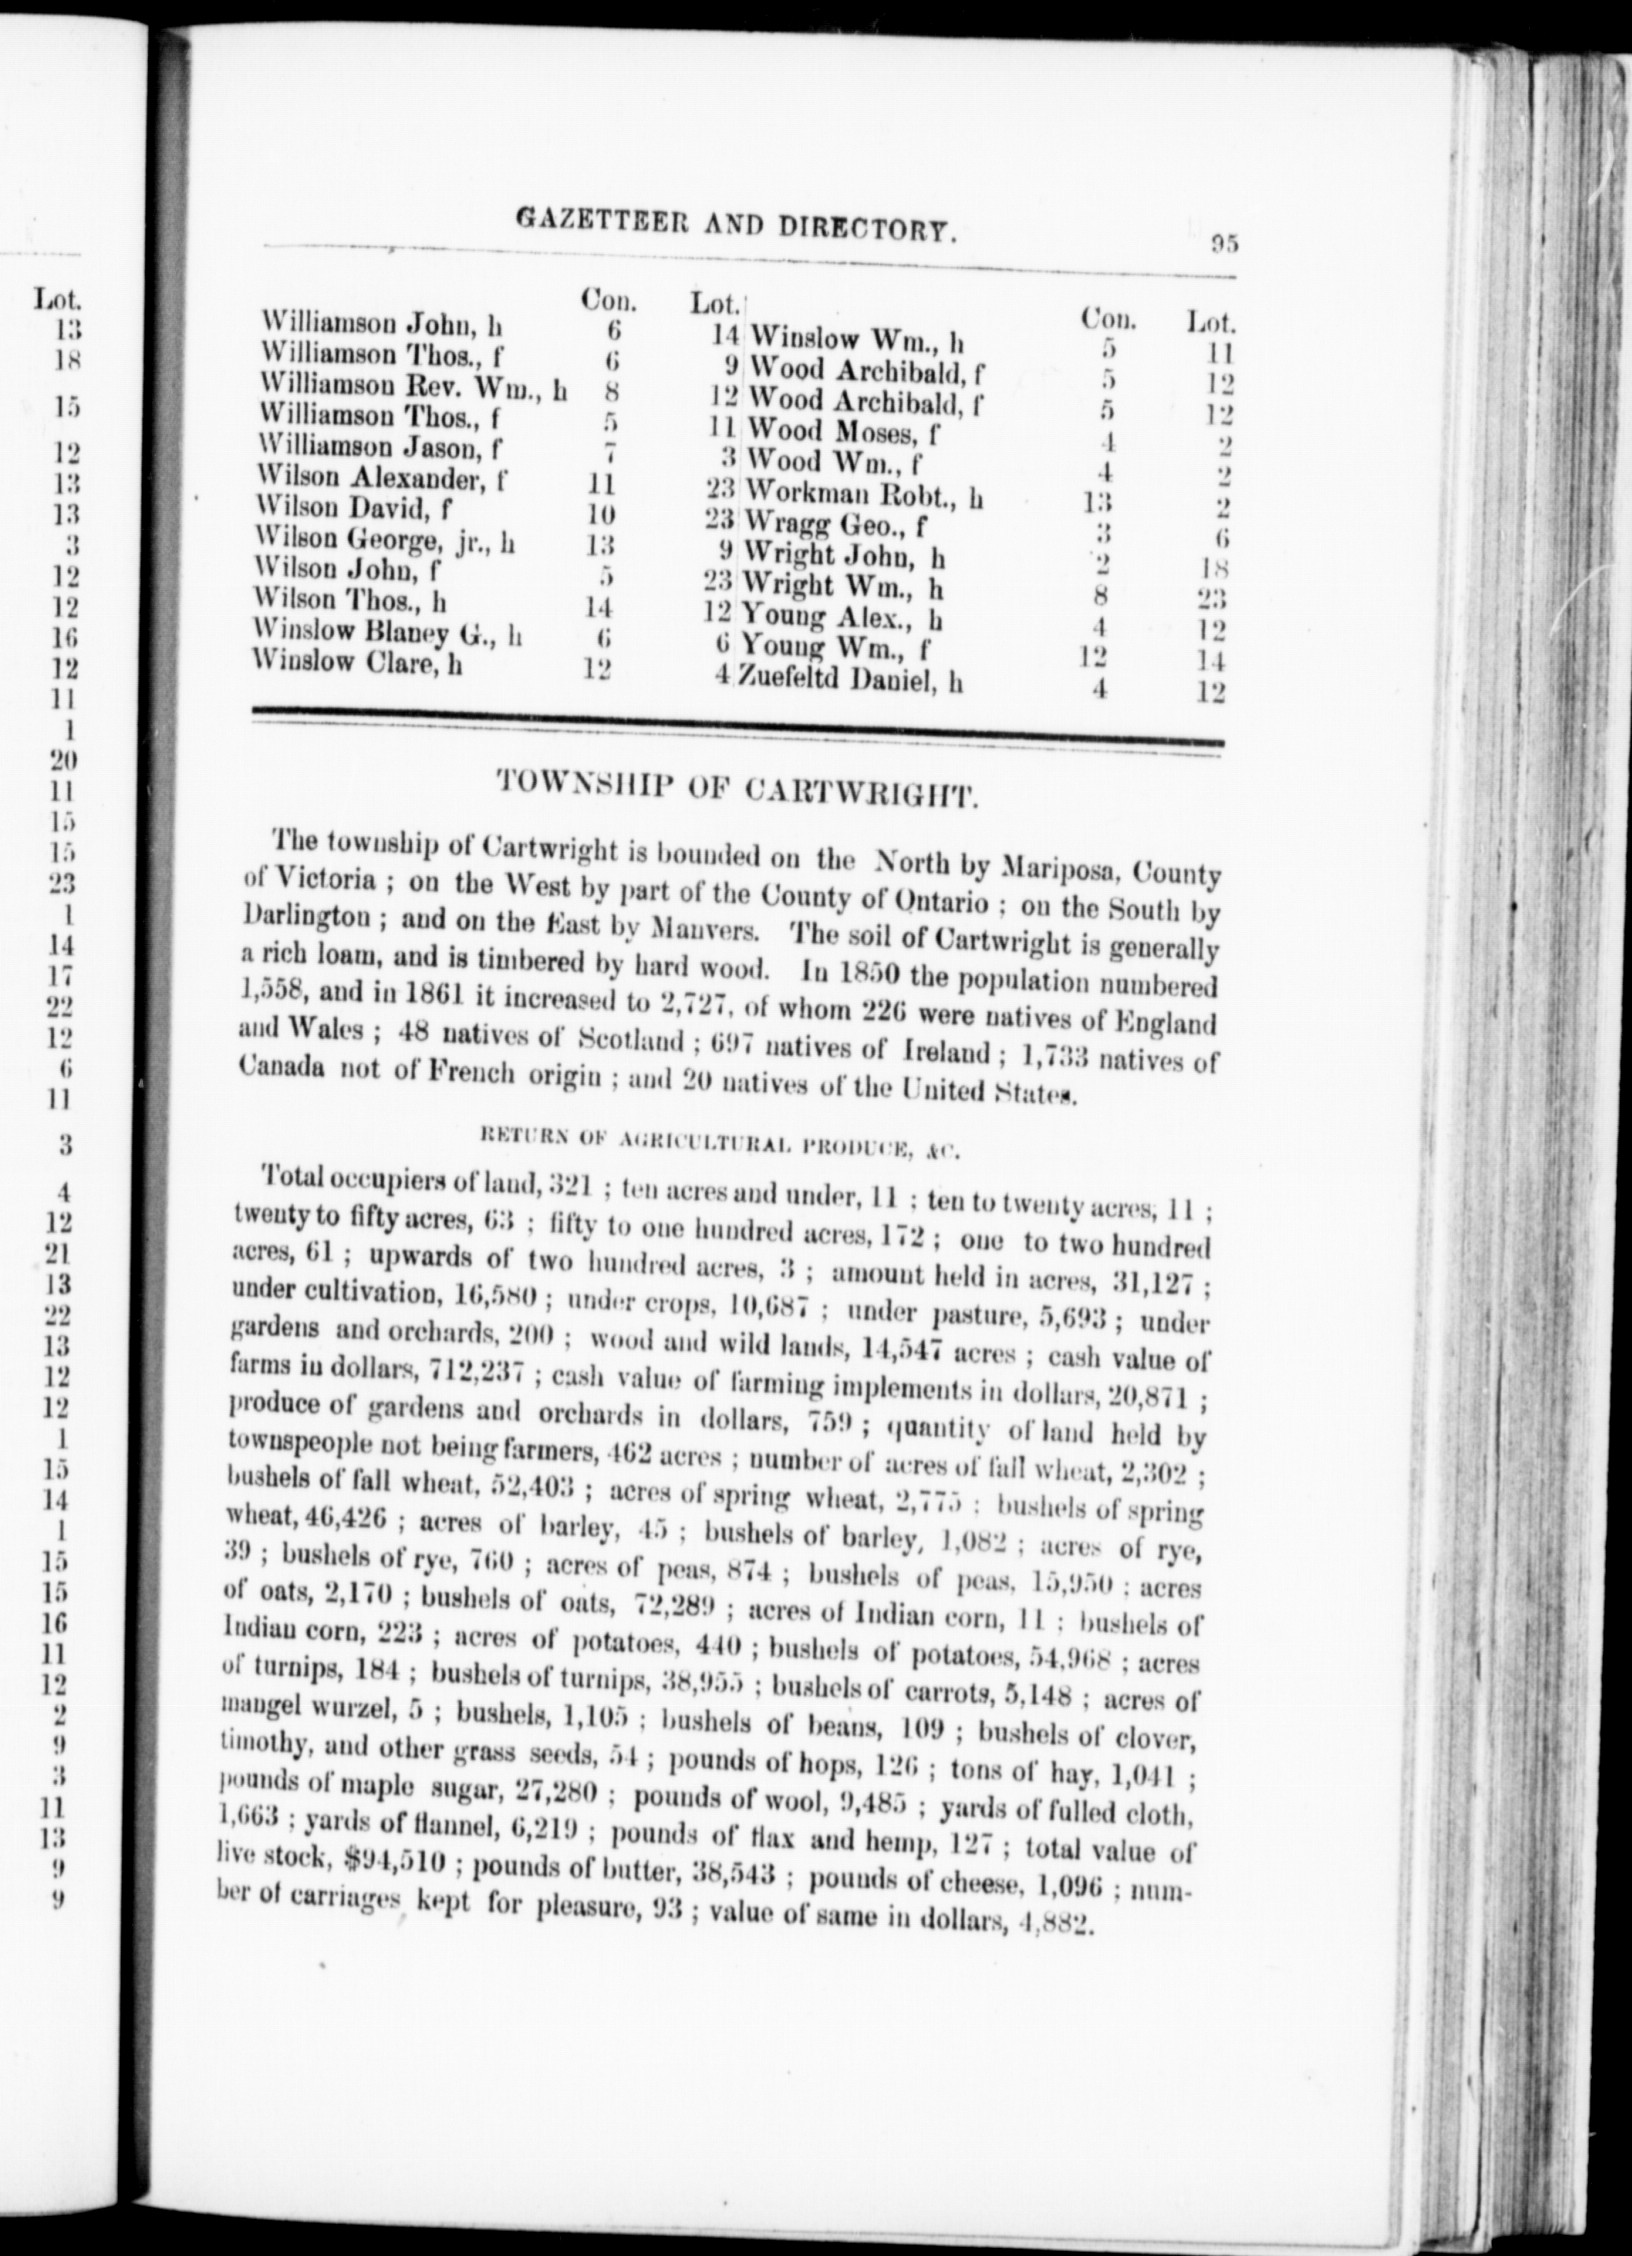 Lot.
13
18
15
12
13
13
3
12
12
16
12
11
1
20
11
15
15
23
1
14
17
22
12
6
11
3
4
12
21
13
22
13
12
12
1
15
14
1
15
15
16
11
12
2
9
3
11
13
9
9
GAZETTEER AND DIRECTORY. 95
Con. Lot. Con. Lot.
Williamson John, h 6 14 Winslow Wm., h 5 11
Williamson Thos., f 6 9 Wood Archibald, f 5 12
Williamson Rev. Wm., h 8 12 Wood Archibald, f 5 12
Williamson Thos., f 5 11 Wood Moses, f 4 2
Williamson Jason, f 7 3 Wood Wm., f 4 2
Wilson Alexander, f 11 23 Workman Robt., h 13 2
Wilson David, f 10 23 Wragg Geo., f 3 6
Wilson George, jr., h 13 9 Wright John, h 2 18
Wilson John, f 5 23 Wright Wm., h 8 23
Wilson Thos., h 14 12 Young Alex., h 4 12
Winslow Blaney G., h 6 6 Young Wm., f 12 14
Winslow Clare, h 12 4 Zuefeltd Daniel, h 4 12
TOWNSHIP OF CARTWRIGHT.
The township of Cartwright is bounded on the North by Mariposa, County
of Victoria ; on the West by part of the County of Ontario ; on the South by
Darlington ; and on the East by Manvers. The soil of Cartwright is generally
a rich loam, and is timbered by hard wood. In 1850 the population numbered
1,558, and in 1861 it increased to 2,727, of whom 226 were natives of England
and Wales ; 48 natives of Scotland ; 697 natives of Ireland ; 1,733 natives of
Canada not of French origin ; and 20 natives of the United States.
RETURN OF AGRICULTURAL PRODUCE, &C.
Total occupiers of land, 321 ; ten acres and under, 11 ; ten to twenty acres, 11 ;
twenty to fifty acres, 63 ; fifty to one hundred acres, 172 ; one to two hundred
acres, 61 ; upwards of two hundred acres, 3 ; amount held in acres, 31,127 ;
under cultivation, 16,580 ; under crops, 10,687 ; under pasture, 5,693 ; under
gardens and orchards, 200 ; wood and wild lands, 14,547 acres ; cash value of
farms in dollars, 712,237 ; cash value of farming implements in dollars, 20,871 ;
produce of gardens and orchards in dollars, 759 ; quantity of land held by
townspeople not being farmers, 462 acres ; number of acres of fall wheat, 2,302 ;
bushels of fall wheat, 52,403 ; acres of spring wheat, 2,775 ; bushels of spring
wheat, 46,426 ; acres of barley, 45 ; bushels of barley, 1,082 ; acres of rye,
39 ; bushels of rye, 760 ; acres of peas, 874 ; bushels of peas, 15,950 ; acres
of oats, 2,170 ; bushels of oats, 72,289 ; acres of Indian corn, 11 ; bushels of
Indian corn, 223 ; acres of potatoes, 440 ; bushels of potatoes, 54,968 ; acres
of turnips, 184 ; bushels of turnips, 38,955 ; bushels of carrots, 5,148 ; acres of
mangel wurzel, 5 ; bushels, 1,105 ; bushels of beans, 109 ; bushels of clover,
timothy, and other grass seeds, 54 ; pounds of hops, 126 ; tons of hay, 1,041 ;
pounds of maple sugar, 27,280 ; pounds of wool, 9,485 ; yards of fulled cloth,
1,663 ; yards of flannel, 6,219 ; pounds of flax and hemp, 127 ; total value of
live stock, $94,510 ; pounds of butter, 38,543 ; pounds of cheese, 1,096 ; num-
ber of carriages kept for pleasure, 93 ; value of same in dollars, 4,882.